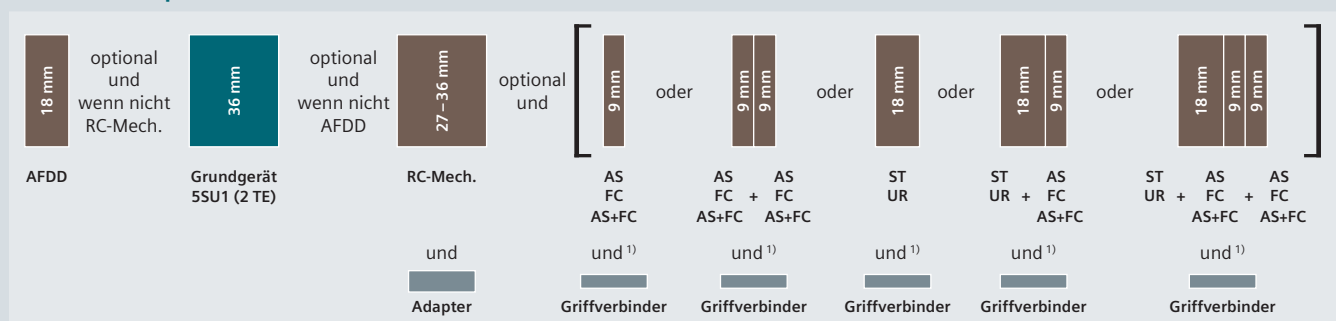 18 mm
optional
und
wenn nicht
RC-Mech.
36 mm
optional
und
wenn nicht
AFDD
27 – 36 mm
optional
und
9 mm
oder
9 mm
9 mm
oder
18 mm
oder
18 mm
9 mm
oder
18 mm
9 mm
9 mm
AFDD
Grundgerät
5SU1 (2 TE)
RC-Mech.
AS
FC
AS+FC
AS AS
FC + FC
AS+FC AS+FC
ST
UR
ST AS
UR + FC
AS+FC
ST AS AS
UR + FC + FC
AS+FC AS+FC
und
und 1)
und 1)
und 1)
und 1)
und 1)
Adapter
Griffverbinder
Griffverbinder
Griffverbinder
Griffverbinder
Griffverbinder